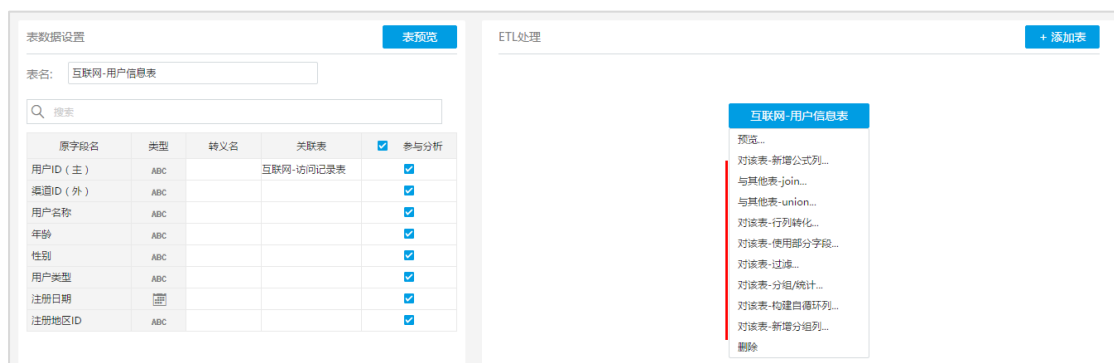 表数据设置
表预览
表名:
互联网-用户信息表
搜索
原字段名 类型 转义名 关联表 参与分析
用户ID（主） ABC 互联网-访问记录表
渠道ID（外） ABC
用户名称 ABC
年龄 ABC
性别 ABC
用户类型 ABC
注册日期
注册地区ID ABC
ETL处理
+ 添加表
互联网-用户信息表
预览...
对该表-新增公式列...
与其他表-join...
与其他表-union...
对该表-行列转化...
对该表-使用部分字段...
对该表-过滤...
对该表-分组/统计...
对该表-构建自循环列...
对该表-新增分组列...
删除